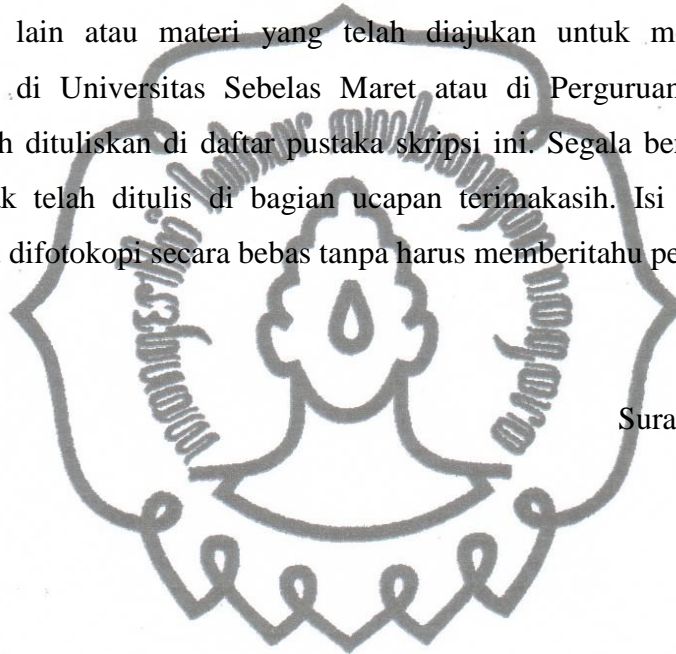 lain atau materi yang telah diajukan untuk m
di Universitas Sebelas Maret atau di Perguruan
h dituliskan di daftar pustaka skripsi ini. Segala ber
k telah ditulis di bagian ucapan terimakasih. Isi
difotokopi secara bebas tanpa harus memberitahu pe
Sura